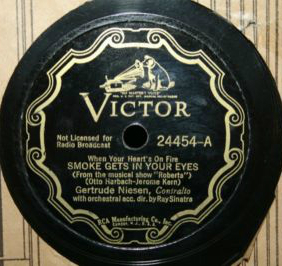 "HIS MASTER'S VOICE"
VICTOR
Not Licensed for
Radio Broadcast
24454-A
When Your Heart's On Fire
SMOKE GETS IN YOUR EYES
(From the musical show "Roberta")
(Otto Harbach-Jerome Kern)
Gertrude Niesen, Contralto
with orchestral acc. dir. by Ray Sinatra
RCA Manufacturing Co., Inc.
Camden, N. J., U. S. A.